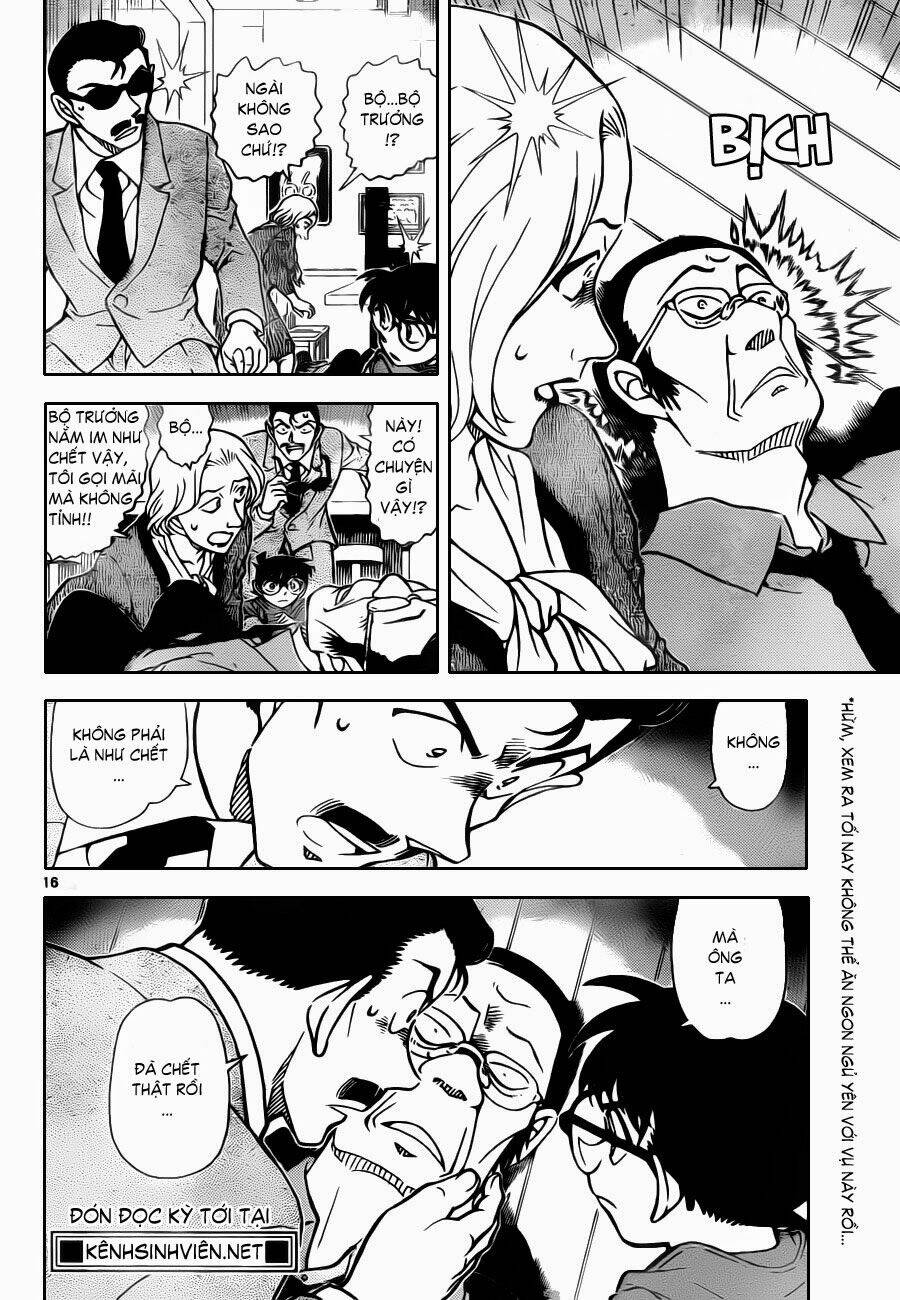 BỊCH
BỘ...BỘ
TRƯỞNG
!?
NGÀI
KHÔNG
SAO
CHỨ!?
NÀY!
CÓ
CHUYỆN
GÌ
VẬY!?
BỘ...
BỘ TRƯỞNG
NẰM IM NHƯ
CHẾT VẬY,
TÔI GỌI MÃI
MÀ KHÔNG
TỈNH!!
KHÔNG
...
KHÔNG PHẢI
LÀ NHƯ CHẾT
...
16
MÀ
ÔNG
TA
...
ĐÃ CHẾT
THẬT RỒI
...
*HỪM, XEM RA TỐI NAY KHÔNG THỂ ĂN NGON NGỦ YÊN VỚI VỤ NÀY RỒI...
ĐÓN ĐỌC KỲ TỚI TẠI
KÊNHSINHVIÊN.NET